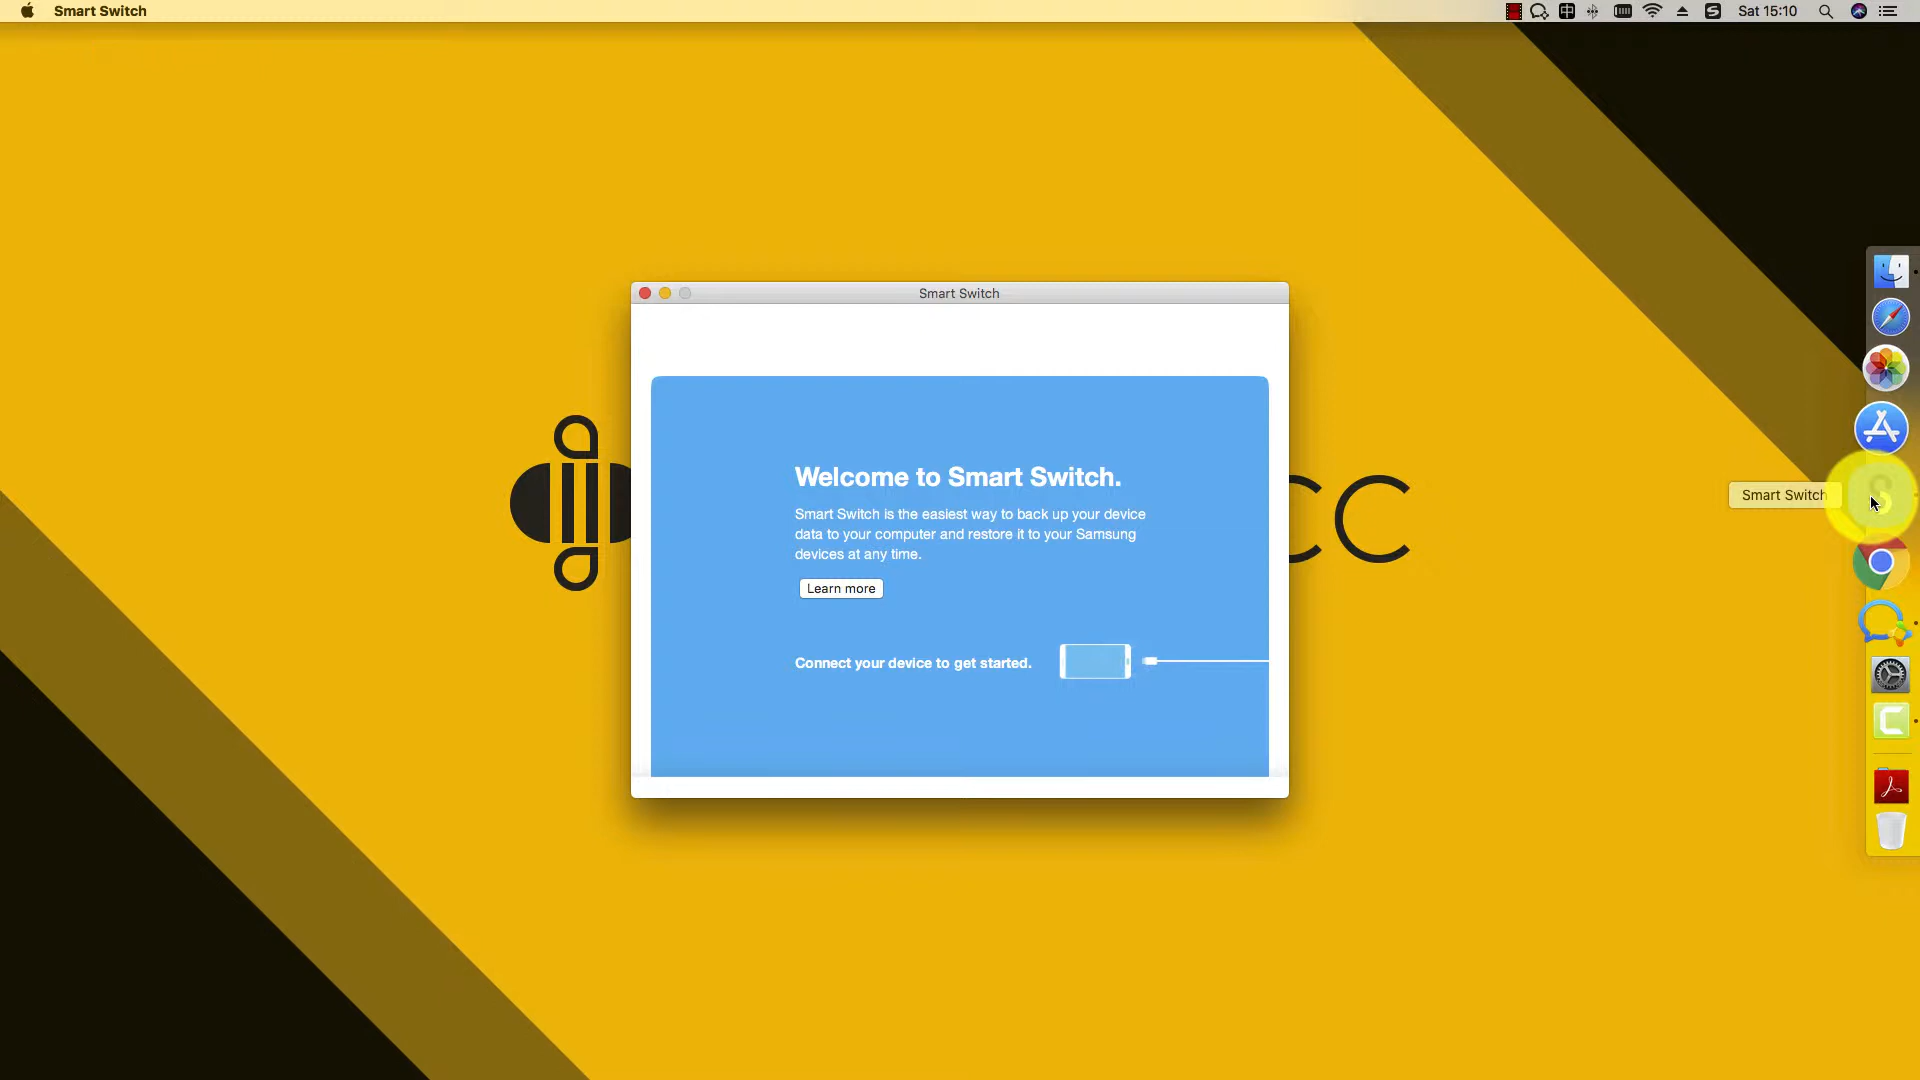 Smart Switch
Sat 15:10
Smart Switch
Welcome to Smart Switch.
Smart Switch is the easiest way to back up your device
data to your computer and restore it to your Samsung
devices at any time.
Learn more
Connect your device to get started.
Smart Switch
CC